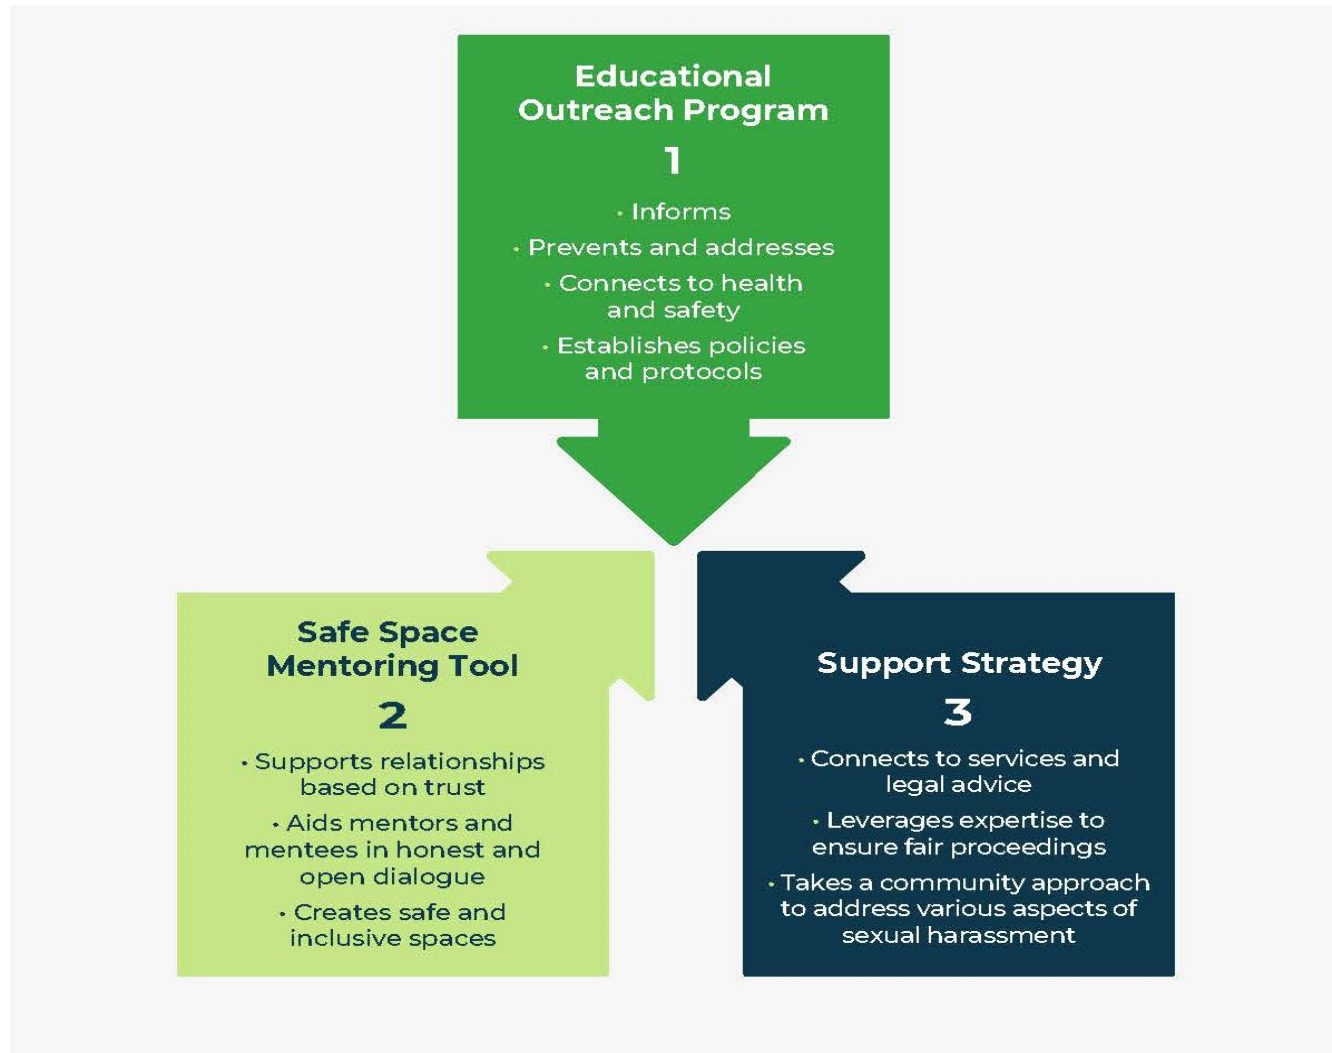 Educational
Outreach Program
1
• Informs
• Prevents and addresses
• Connects to health
and safety
• Establishes policies
and protocols
Safe Space
Mentoring Tool
2
• Supports relationships
based on trust
• Aids mentors and
mentees in honest and
open dialogue
• Creates safe and
inclusive spaces
Support Strategy
3
• Connects to services and
legal advice
• Leverages expertise to
ensure fair proceedings
• Takes a community approach
to address various aspects of
sexual harassment